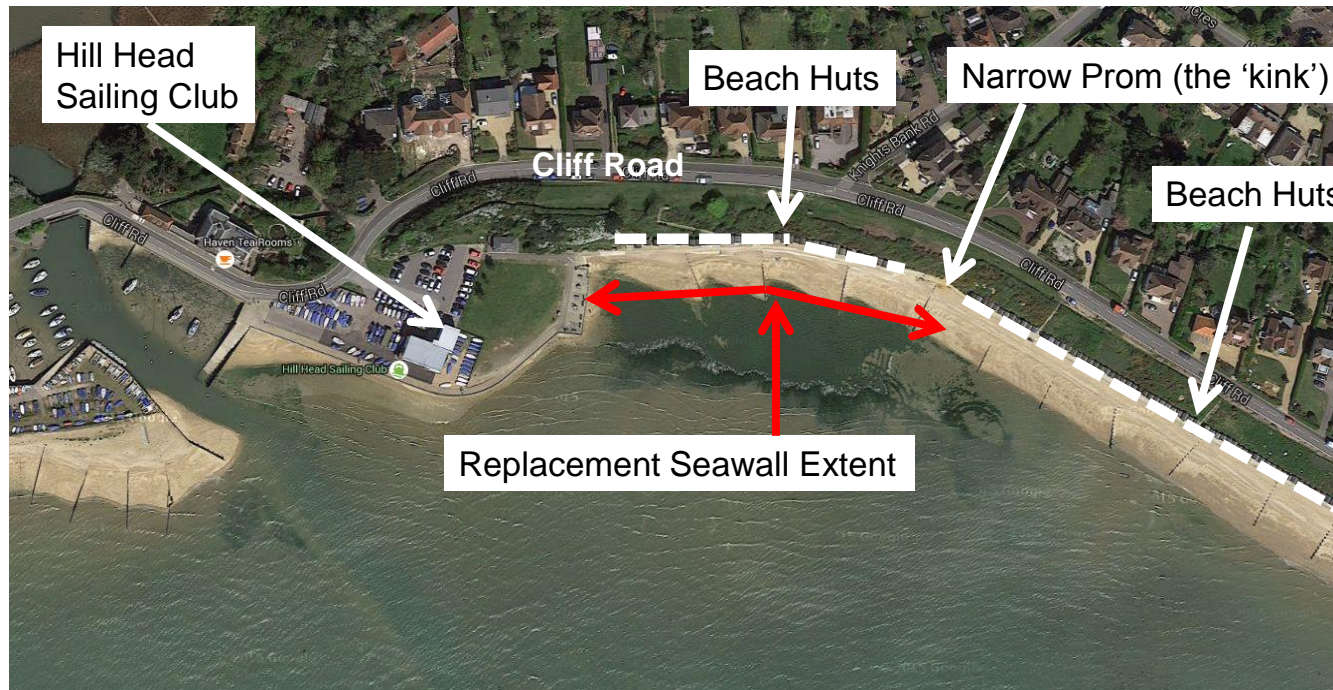 Hill Head
Sailing Club
Beach Huts
Narrow Prom (the ‘kink’)
Beach Huts
Cliff Road
Knights Bank Rd
Cliff Rd
Cliff Rd
Cliff Rd
Haven Tea Rooms
Cliff Rd
Cliff Rd
Cliff Rd
Hill Head Sailing Club
Replacement Seawall Extent